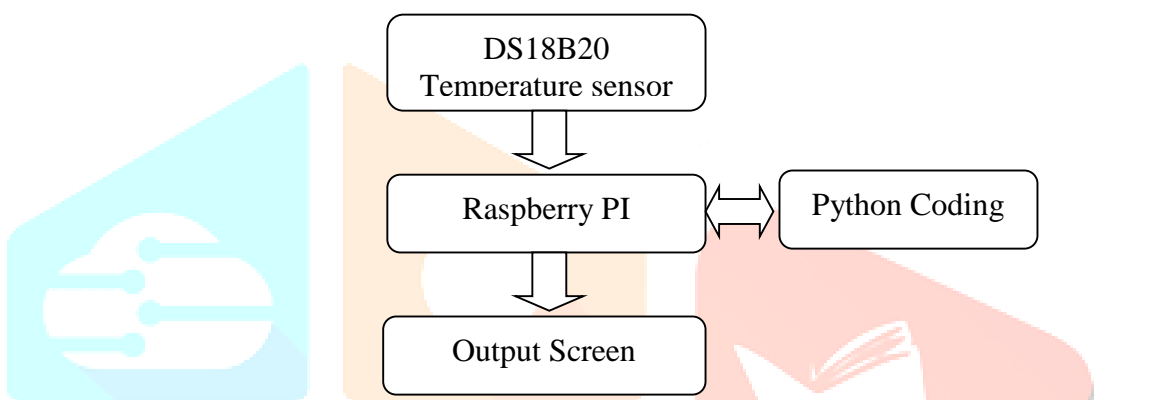 DS18B20
Temperature sensor
Raspberry PI
Python Coding
Output Screen